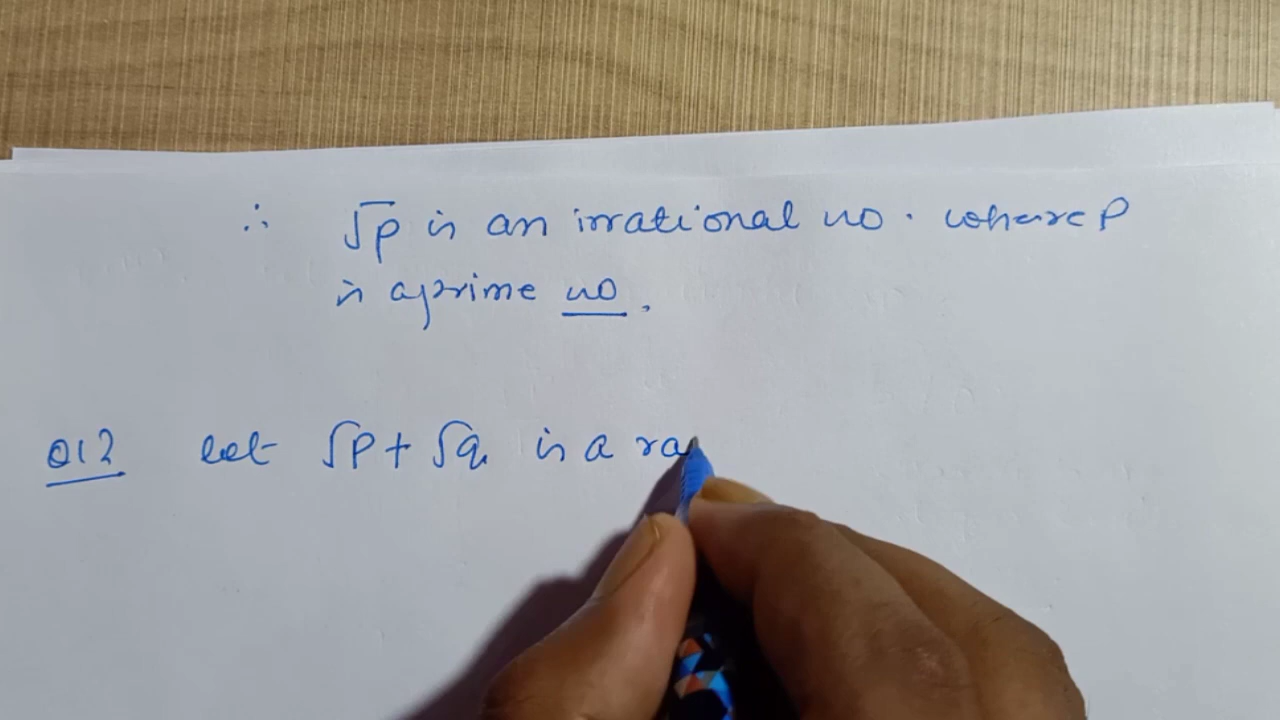 ∴ √p is an irrational no. where p
is a prime no.
Q12 let √p + √q is a ra